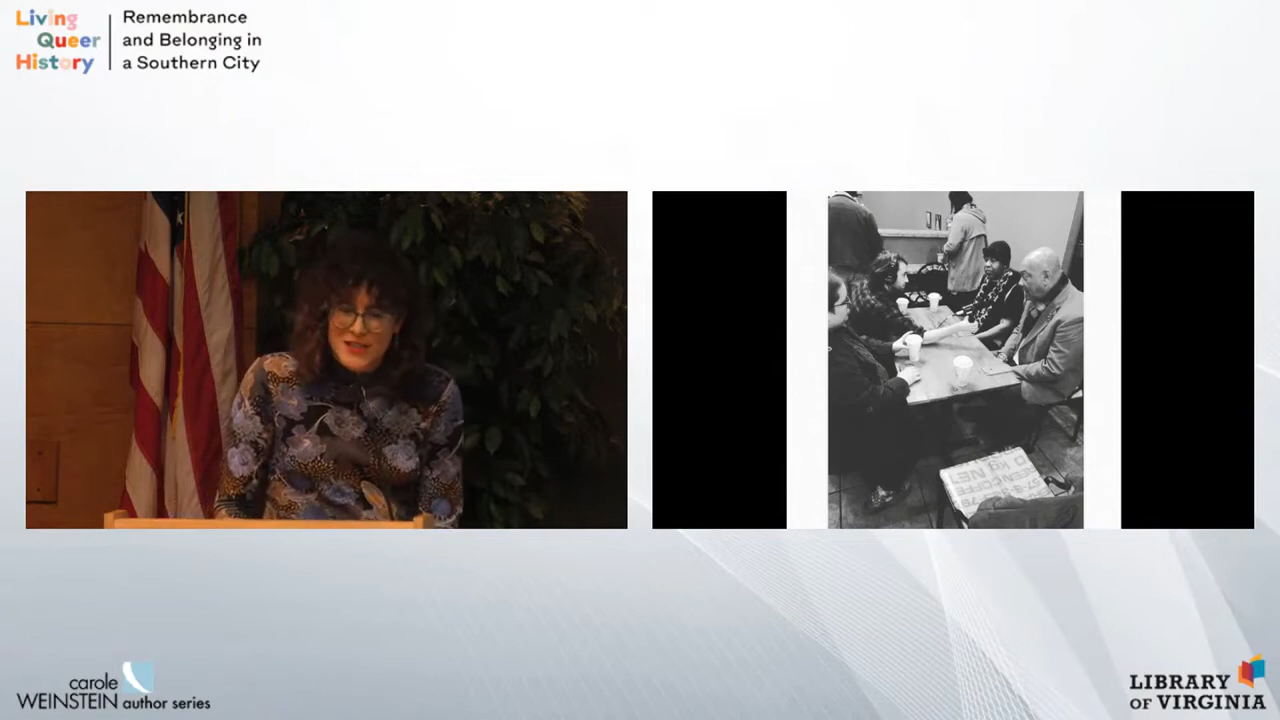 Living
Queer
History
Remembrance
and Belonging in
a Southern City
carole
WEINSTEIN author series
LIBRARY
OF VIRGINIA